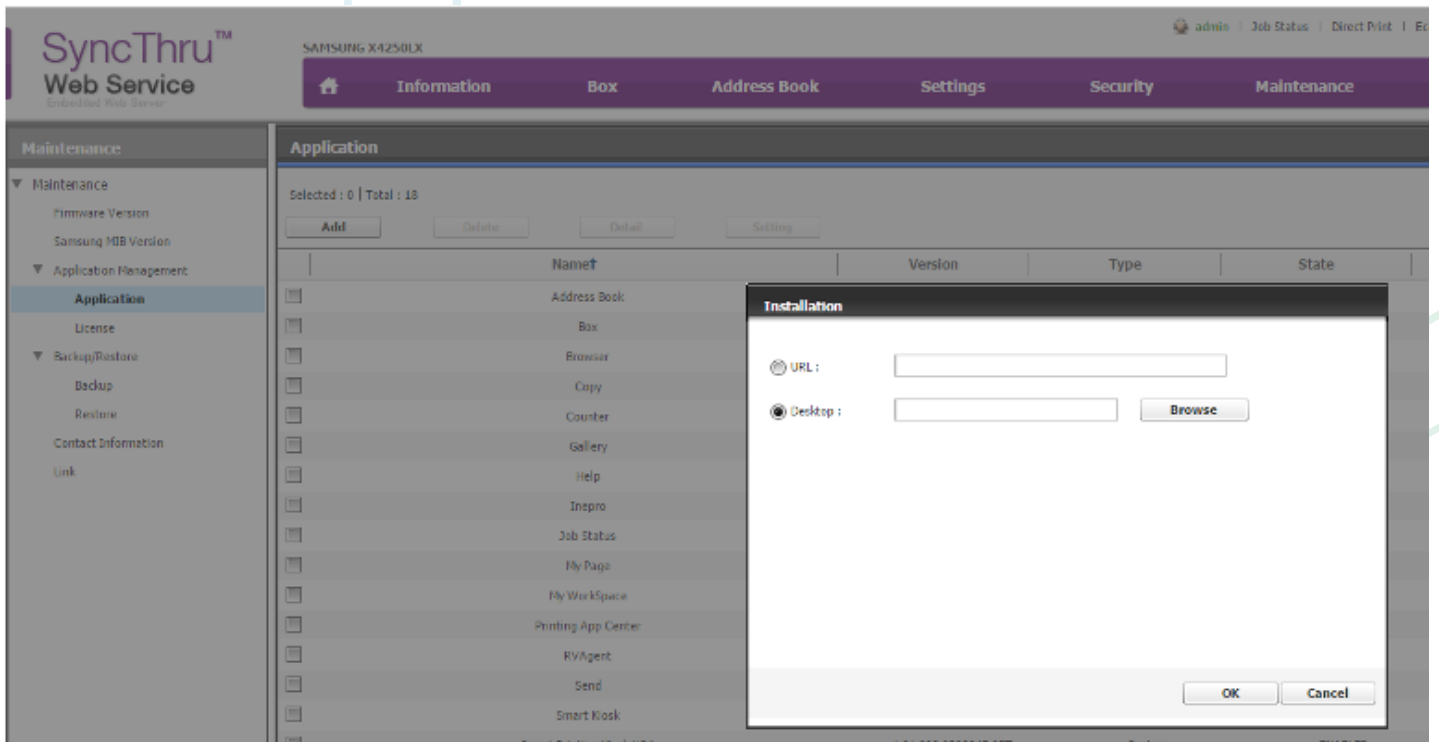 SyncThru™
Web Service
Embedded Web Server
admin | Job Status | Direct Print | Ec
SAMSUNG X4250LX
Information Box Address Book Settings Security Maintenance
Maintenance
Application
Maintenance
Firmware Version
Samsung MIB Version
Application Management
Application
License
Backup/Restore
Backup
Restore
Contact Information
Link
Selected : 0 | Total : 18
Add Delete Detail Setting
Name↑ Version Type State
Address Book
Box
Browser
Copy
Counter
Gallery
Help
Inepro
Job Status
My Page
My WorkSpace
Printing App Center
RVAgent
Send
Smart Kiosk
Installation
URL :
Desktop : Browse
OK Cancel